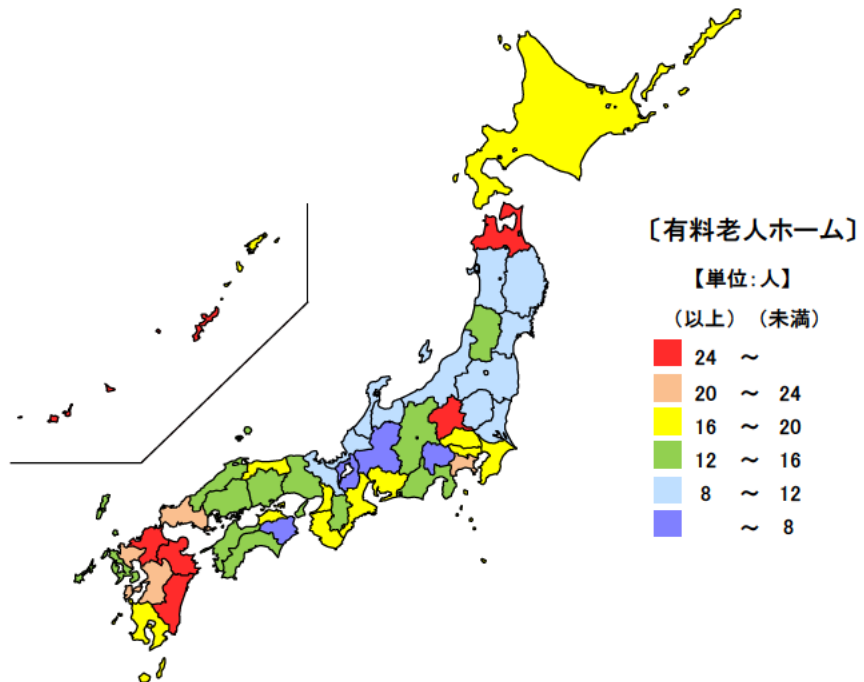 〔有料老人ホーム〕
【単位:人】
(以上) (未満)
24 ～
20 ～ 24
16 ～ 20
12 ～ 16
8 ～ 12
～ 8